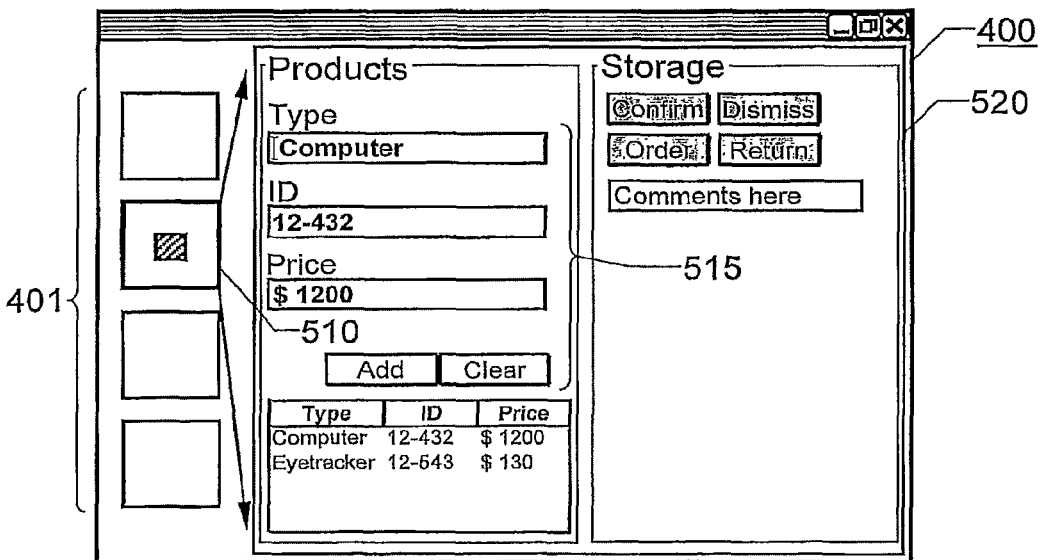 400
520
401
510
515
Products
Type
Computer
ID
12-432
Price
$ 1200
Add Clear
Type ID Price
Computer 12-432 $ 1200
Eyetracker 12-543 $ 130
Storage
Confirm Dismiss
Order Return
Comments here